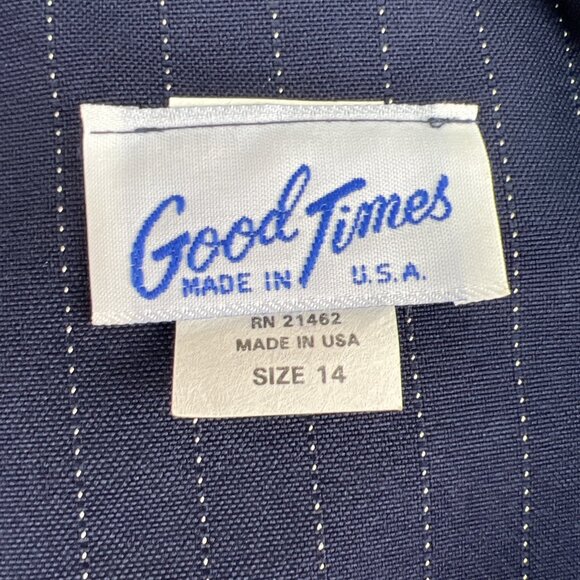 Good Times
MADE IN U.S.A.
RN 21462
MADE IN USA
SIZE 14